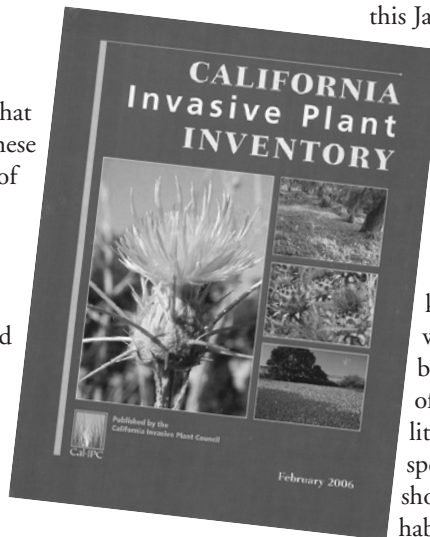 this Ja
hat
hese
of
d
CALIFORNIA
Invasive Plant
INVENTORY
Published by the
California Invasive Plant Council
Cal-IPC
February 2006
k
v
b
of
lit
spe
sho
hab